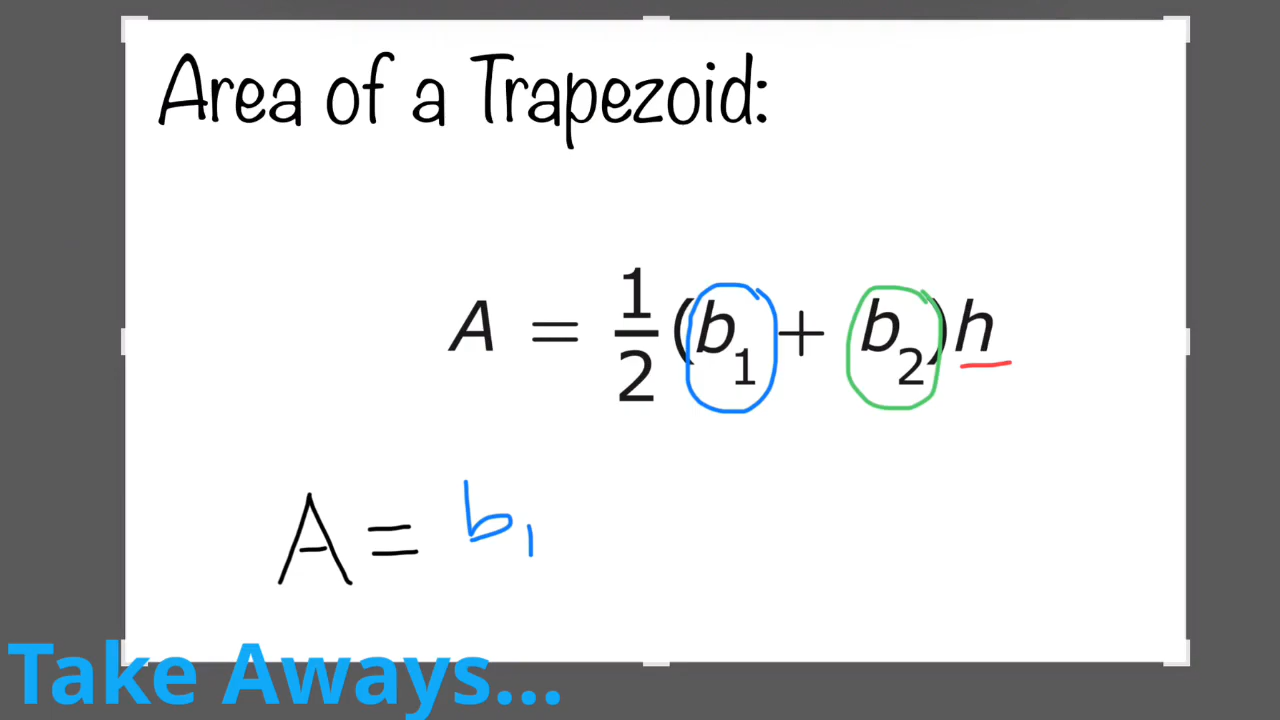 Area of a Trapezoid:
A = 1/2 (b₁ + b₂)h
A = b₁
Take Aways...